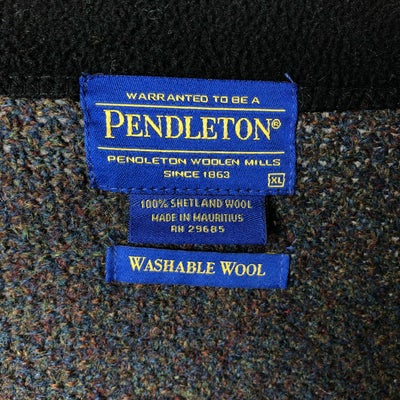 WARRANTED TO BE A
PENDLETON®
PENDLETON WOOLEN MILLS
SINCE 1863
XL
100% SHETLAND WOOL
MADE IN MAURITIUS
RN 29685
WASHABLE WOOL